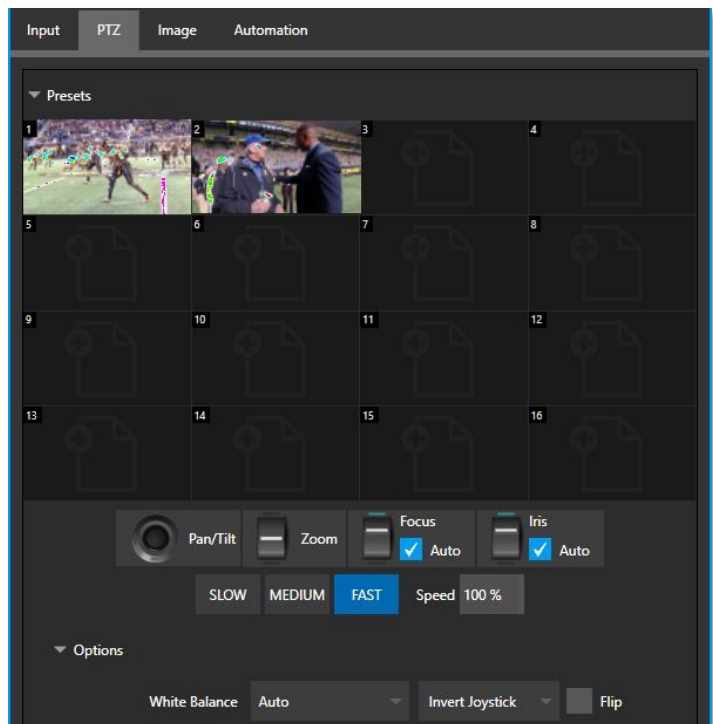 Input PTZ Image Automation
Presets
1 2 3 4
5 6 7 8
9 10 11 12
13 14 15 16
Pan/Tilt Zoom Focus Auto Iris Auto
SLOW MEDIUM FAST Speed 100 %
Options
White Balance Auto Invert Joystick Flip